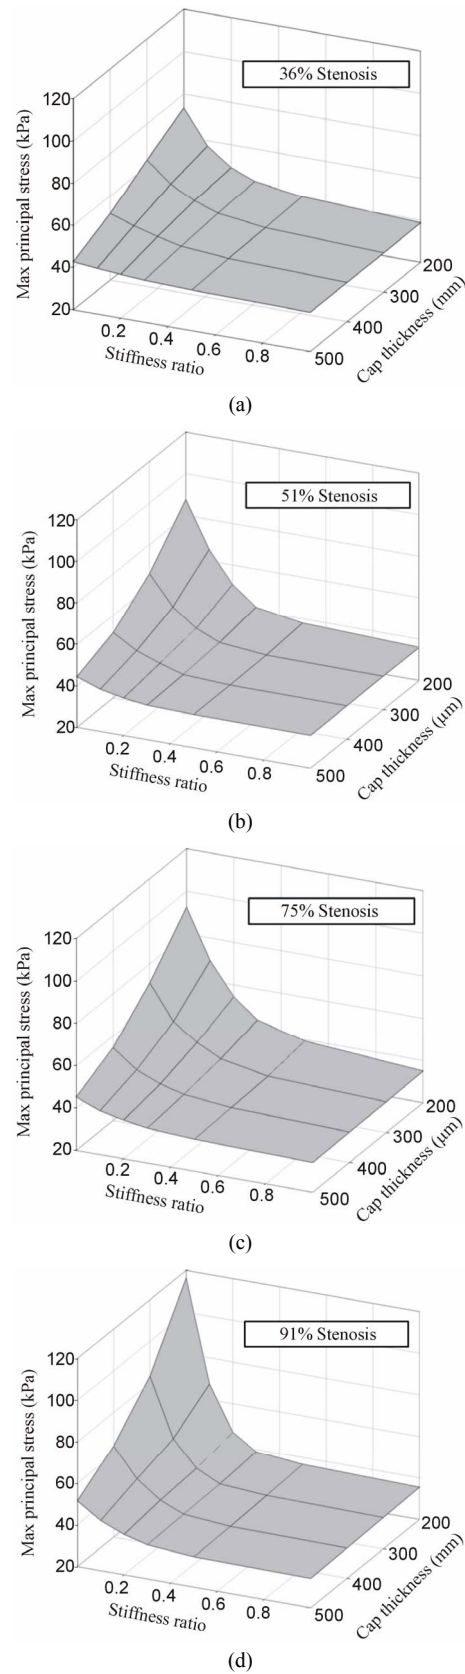 36% Stenosis
Max principal stress (kPa)
120
100
80
60
40
20
0.2
0.4
0.6
0.8
Stiffness ratio
200
300
400
500
Cap thickness (mm)
(a)
51% Stenosis
Max principal stress (kPa)
120
100
80
60
40
20
0.2
0.4
0.6
0.8
Stiffness ratio
200
300
400
500
Cap thickness (μm)
(b)
75% Stenosis
Max principal stress (kPa)
120
100
80
60
40
20
0.2
0.4
0.6
0.8
Stiffness ratio
200
300
400
500
Cap thickness (μm)
(c)
91% Stenosis
Max principal stress (kPa)
120
100
80
60
40
20
0.2
0.4
0.6
0.8
Stiffness ratio
200
300
400
500
Cap thickness (mm)
(d)